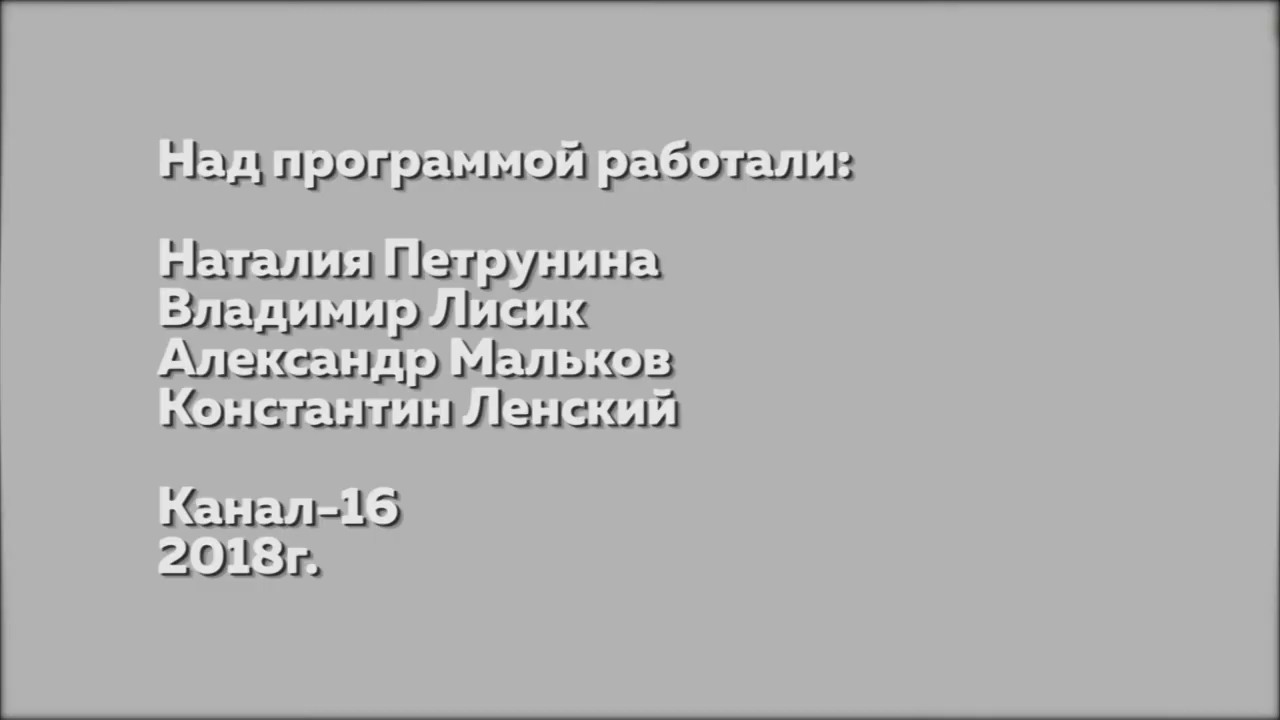 Над программой работали:
Наталия Петрунина
Владимир Лисик
Александр Мальков
Константин Ленский
Канал-16
2018г.